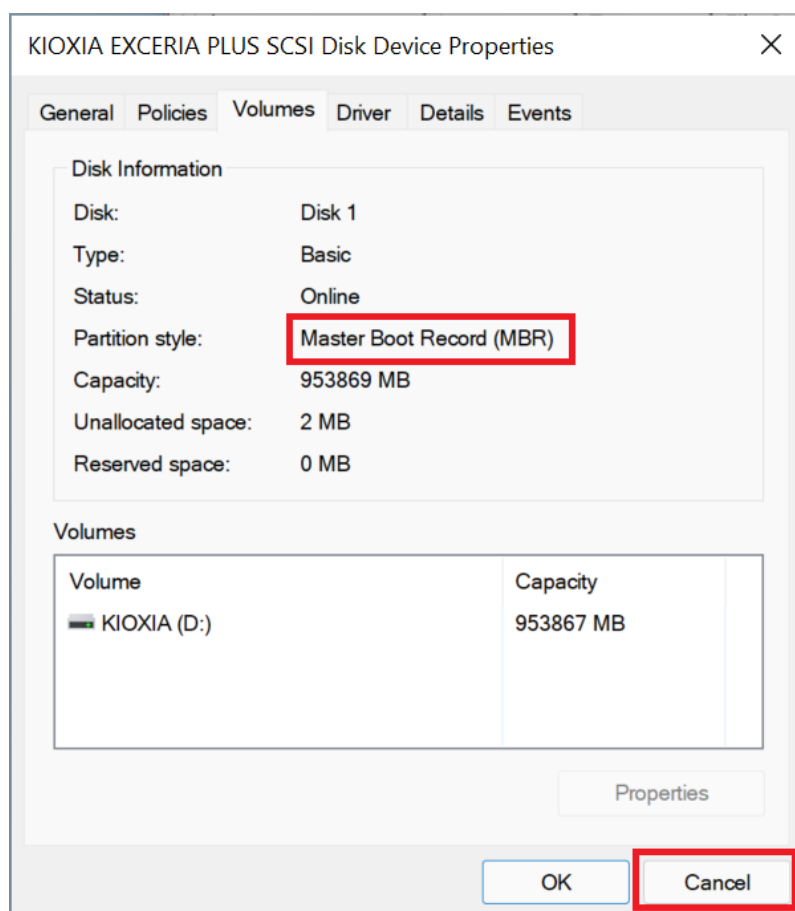 KIOXIA EXCERIA PLUS SCSI Disk Device Properties
General Policies Volumes Driver Details Events
Disk Information
Disk: Disk 1
Type: Basic
Status: Online
Partition style: Master Boot Record (MBR)
Capacity: 953869 MB
Unallocated space: 2 MB
Reserved space: 0 MB
Volumes
Volume Capacity
KIOXIA (D:) 953867 MB
Properties
OK Cancel